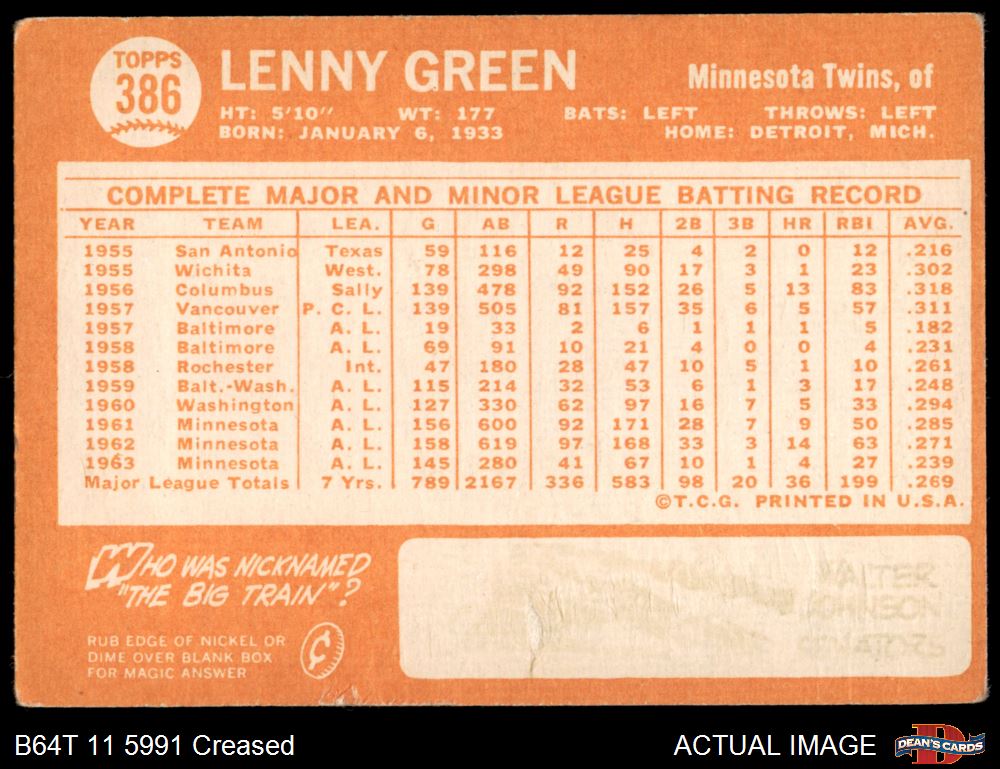 TOPPS
386
LENNY GREEN
Minnesota Twins, of
HT: 5'10" WT: 177 BATS: LEFT THROWS: LEFT
BORN: JANUARY 6, 1933 HOME: DETROIT, MICH.
COMPLETE MAJOR AND MINOR LEAGUE BATTING RECORD
YEAR TEAM LEA. G AB R H 2B 3B HR RBI AVG.
1955 San Antonio Texas 59 116 12 25 4 2 0 12 .216
1955 Wichita West. 78 298 49 90 17 3 1 23 .302
1956 Columbus Sally 139 478 92 152 26 5 13 83 .318
1957 Vancouver P. C. L. 139 505 81 157 35 6 5 57 .311
1957 Baltimore A. L. 19 33 2 6 1 1 1 5 .182
1958 Baltimore A. L. 69 91 10 21 4 0 0 4 .231
1958 Rochester Int. 47 180 28 47 10 5 1 10 .261
1959 Balt.-Wash. A. L. 115 214 32 53 6 1 3 17 .248
1960 Washington A. L. 127 330 62 97 16 7 5 33 .294
1961 Minnesota A. L. 156 600 92 171 28 7 9 50 .285
1962 Minnesota A. L. 158 619 97 168 33 3 14 63 .271
1963 Minnesota A. L. 145 280 41 67 10 1 4 27 .239
Major League Totals 7 Yrs. 789 2167 336 583 98 20 36 199 .269
©T.C.G. PRINTED IN U.S.A.
WHO WAS NICKNAMED
"THE BIG TRAIN"?
RUB EDGE OF NICKEL OR
DIME OVER BLANK BOX
FOR MAGIC ANSWER
¢
WALTER
JOHNSON
B64T 11 5991 Creased
ACTUAL IMAGE
DEAN'S CARDS